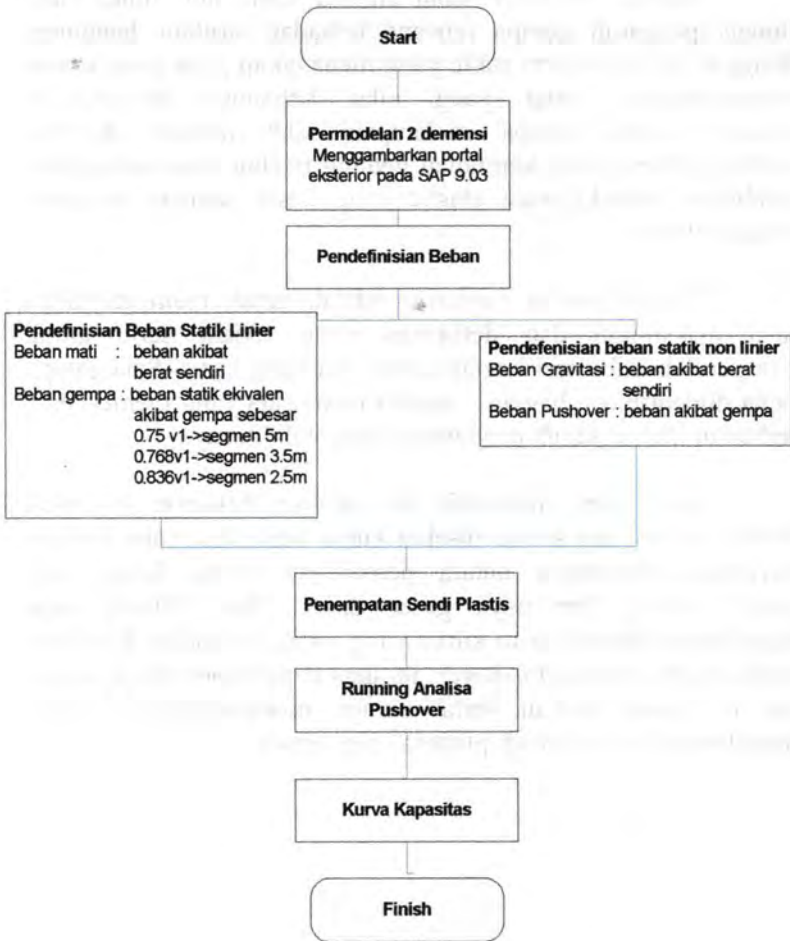 Start
Permodelan 2 demensi
Menggambarkan portal
eksterior pada SAP 9.03
Pendefinisian Beban
Pendefinisian Beban Statik Linier
Beban mati : beban akibat
berat sendiri
Beban gempa : beban statik ekivalen
akibat gempa sebesar
0.75 v1->segmen 5m
0.768v1->segmen 3.5m
0.836v1->segmen 2.5m
Pendefenisian beban statik non linier
Beban Gravitasi : beban akibat berat
sendiri
Beban Pushover : beban akibat gempa
Penempatan Sendi Plastis
Running Analisa
Pushover
Kurva Kapasitas
Finish